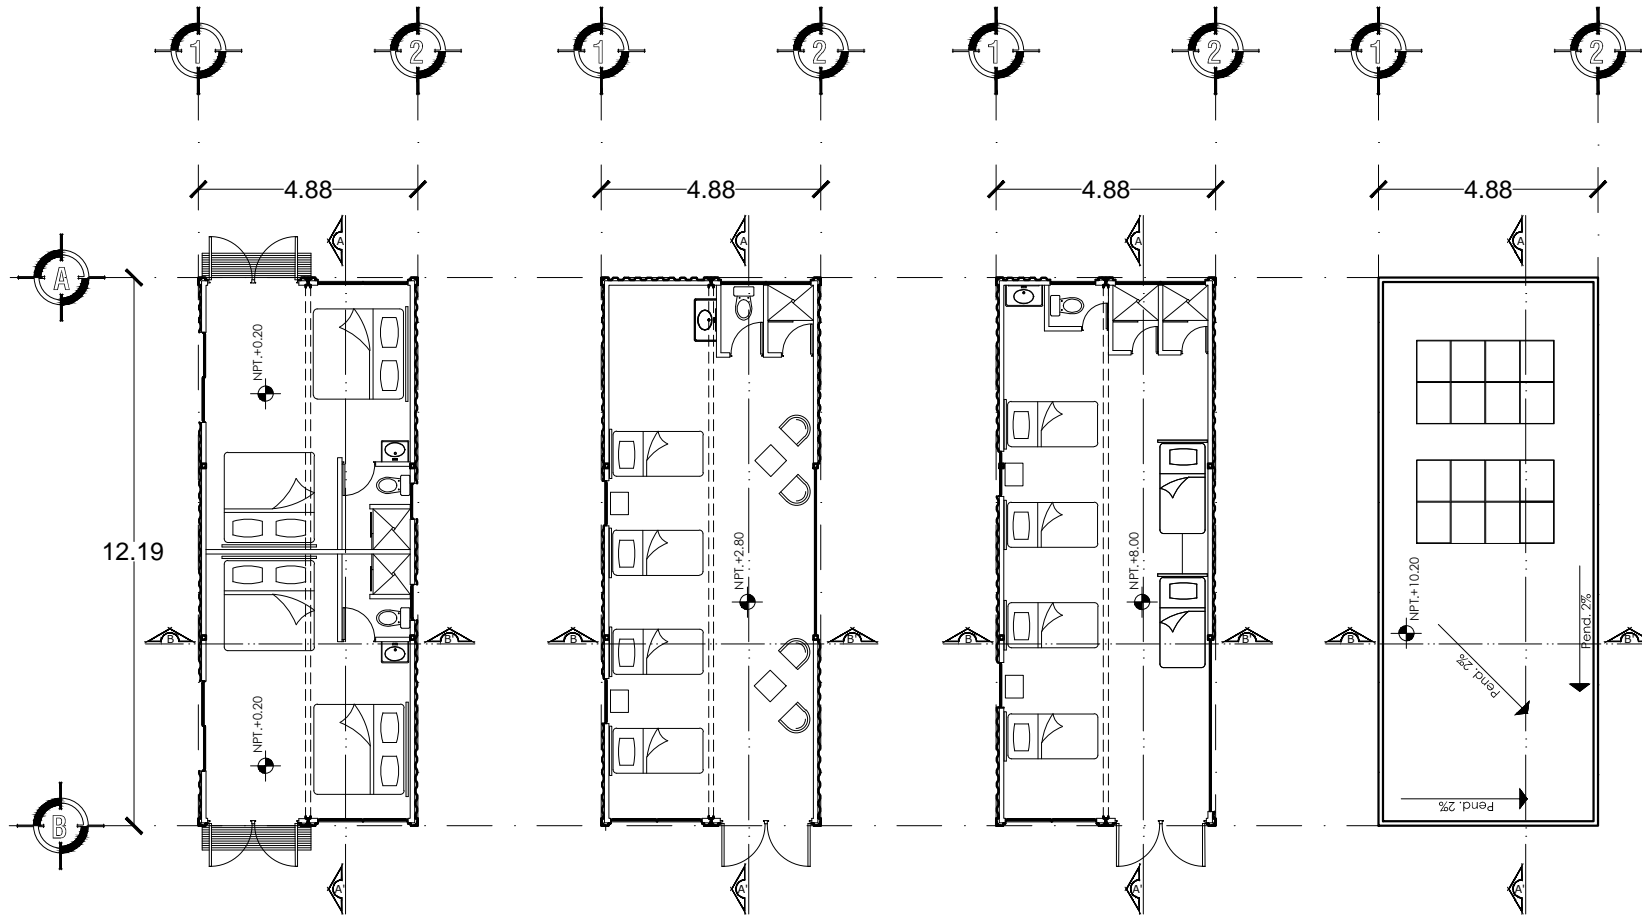 1 2 1 2 1 2 1 2
4.88 4.88 4.88 4.88
A A A A
A
NPT.+0.20
12.19
NPT.+2.80
NPT.+8.00
NPT.+10.20
Pend. 2%
B B' B B' B B' B B'
Pend. 2%
NPT.+0.20
Pend. 2%
B
A' A' A' A'